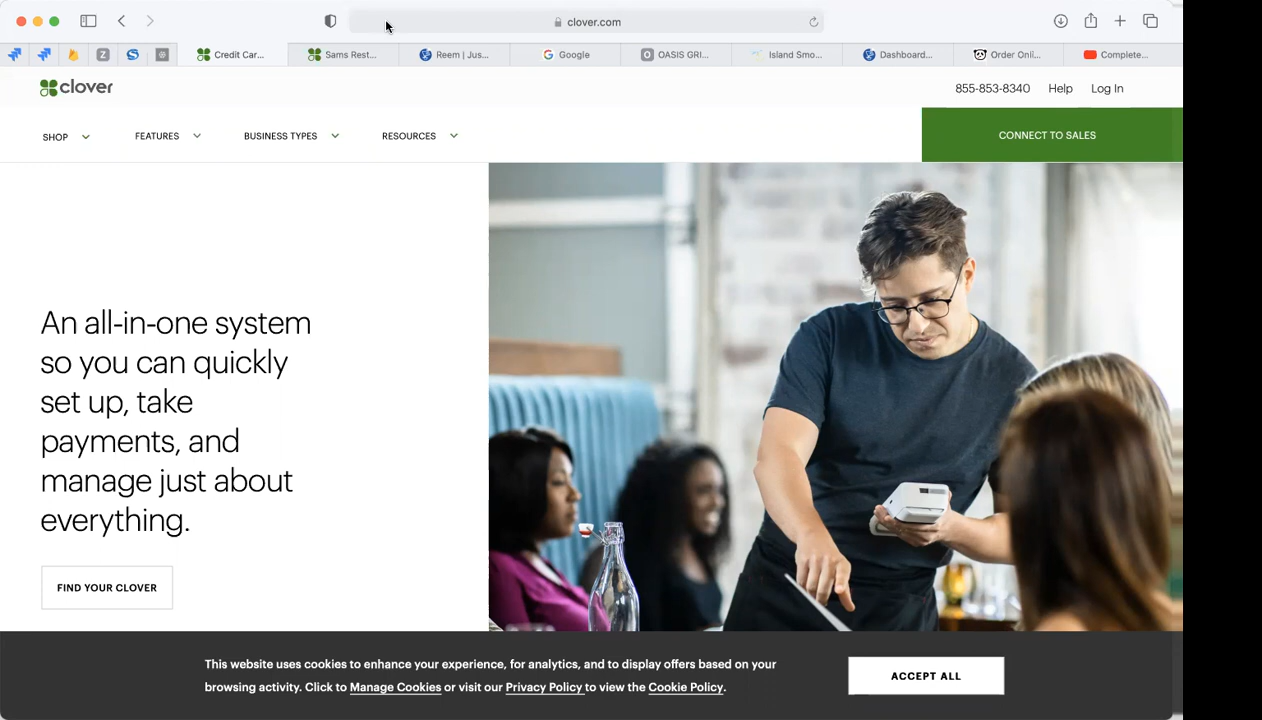 clover.com
Credit Car...
Sams Rest...
Reem | Jus...
Google
OASIS GRI...
Island Smo...
Dashboard...
Order Onli...
Complete...
clover
855-853-8340
Help
Log In
SHOP
FEATURES
BUSINESS TYPES
RESOURCES
CONNECT TO SALES
An all-in-one system
so you can quickly
set up, take
payments, and
manage just about
everything.
FIND YOUR CLOVER
This website uses cookies to enhance your experience, for analytics, and to display offers based on your
browsing activity. Click to Manage Cookies or visit our Privacy Policy to view the Cookie Policy.
ACCEPT ALL